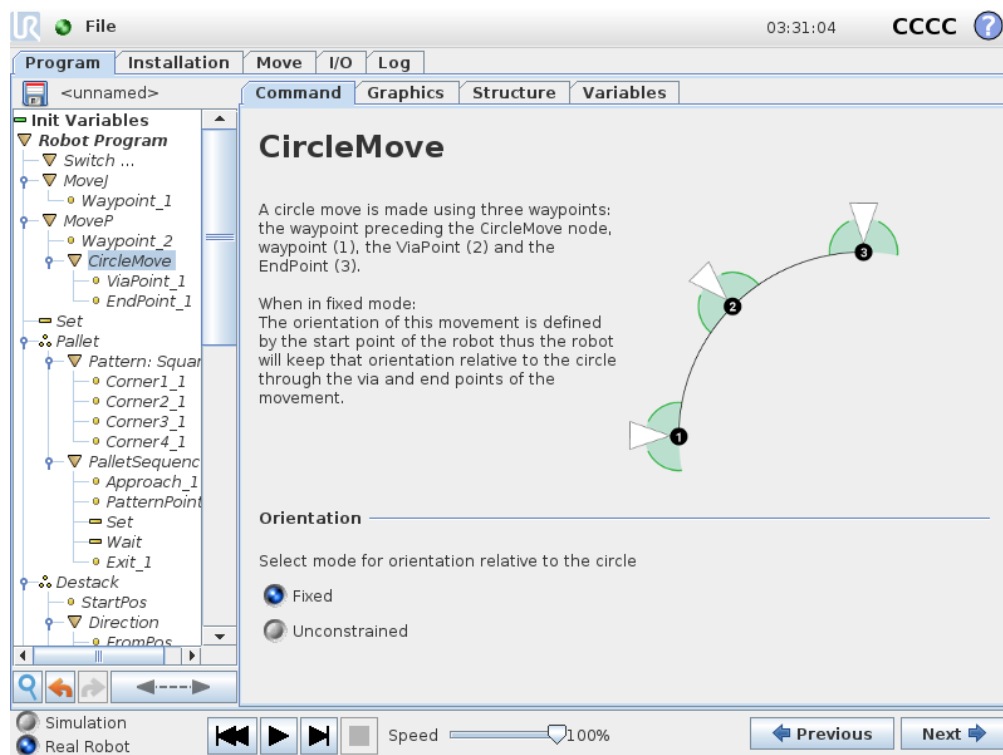 UR File 03:31:04 CCCC ?
Program Installation Move I/O Log
<unnamed>
Command Graphics Structure Variables
Init Variables
Robot Program
Switch ...
MoveJ
Waypoint_1
MoveP
Waypoint_2
CircleMove
ViaPoint_1
EndPoint_1
Set
Pallet
Pattern: Squar
Corner1_1
Corner2_1
Corner3_1
Corner4_1
PalletSequenc
Approach_1
PatternPoint
Set
Wait
Exit_1
Destack
StartPos
Direction
FromPos
CircleMove
A circle move is made using three waypoints:
the waypoint preceding the CircleMove node,
waypoint (1), the ViaPoint (2) and the
EndPoint (3).
When in fixed mode:
The orientation of this movement is defined
by the start point of the robot thus the robot
will keep that orientation relative to the circle
through the via and end points of the
movement.
3
2
1
Orientation
Select mode for orientation relative to the circle
Fixed
Unconstrained
Simulation
Real Robot
Speed 100%
Previous Next